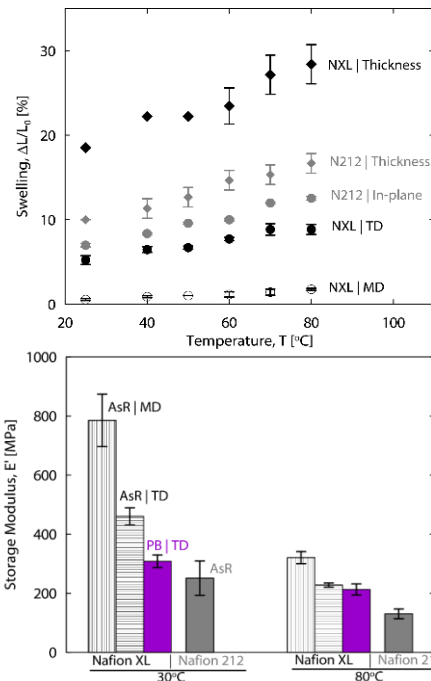 30
20
10
0
Swelling, ΔL/L₀ [%]
NXL | Thickness
N212 | Thickness
N212 | In-plane
NXL | TD
NXL | MD
20
40
60
80
100
Temperature, T [°C]
1000
800
600
400
200
0
Storage Modulus, E' [MPa]
AsR | MD
AsR | TD
PB | TD
AsR
Nafion XL | Nafion 212
30°C
Nafion XL | Nafion 21
80°C